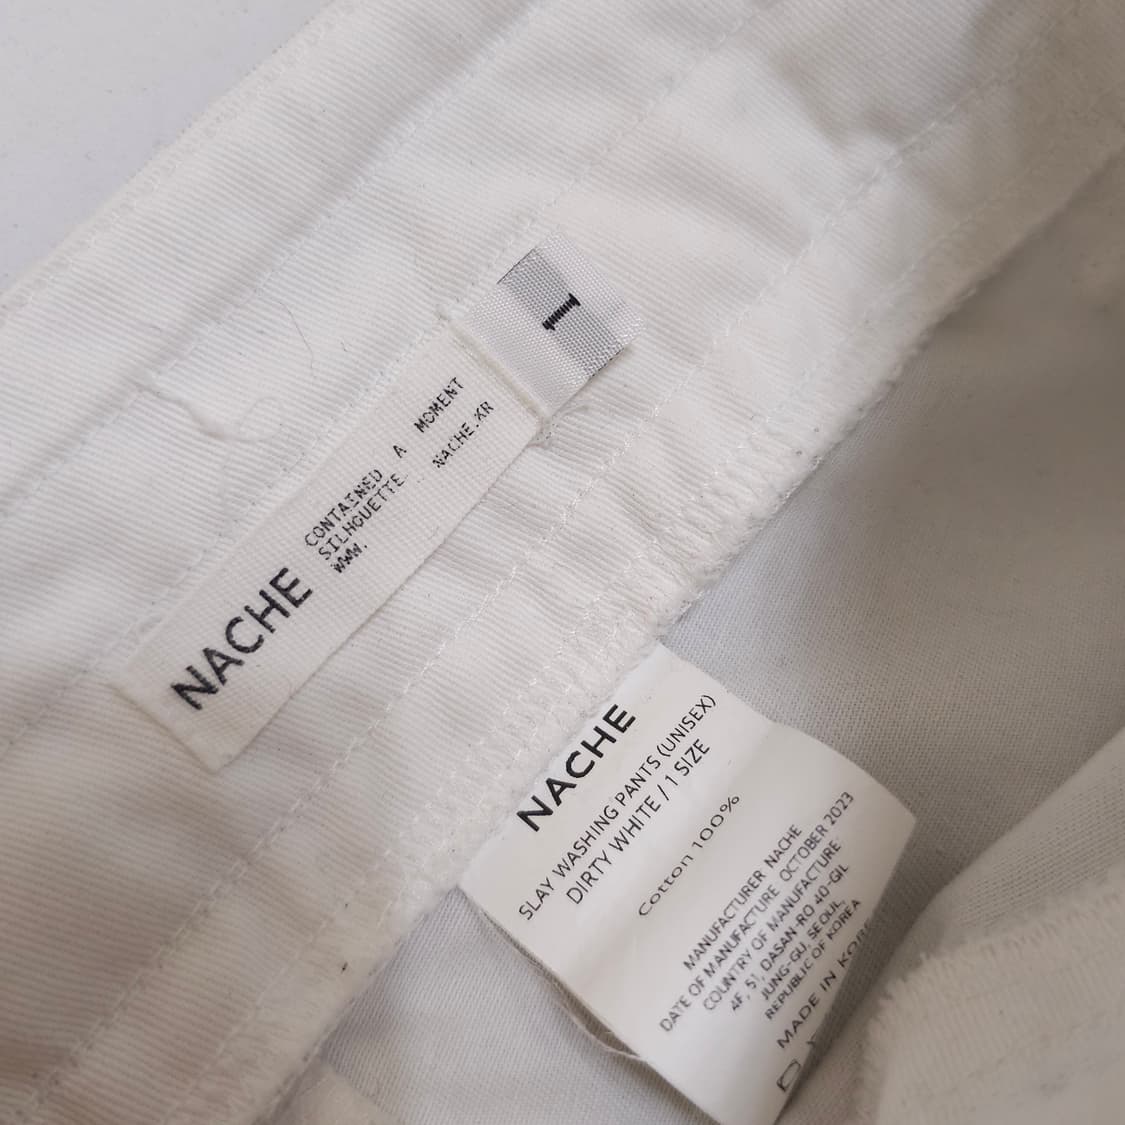 1
NACHE
CONTAINED A MOMENT
SILHOUETTE.
WWW. NACHE.KR
NACHE
SLAY WASHING PANTS (UNISEX)
DIRTY WHITE / 1 SIZE
Cotton 100%
MANUFACTURER NACHE
DATE OF MANUFACTURE OCTOBER 2023
COUNTRY OF MANUFACTURE:
4F, 51, DASAN-RO 40-GIL
JUNG-GU, SEOUL,
REPUBLIC OF KOREA
MADE IN